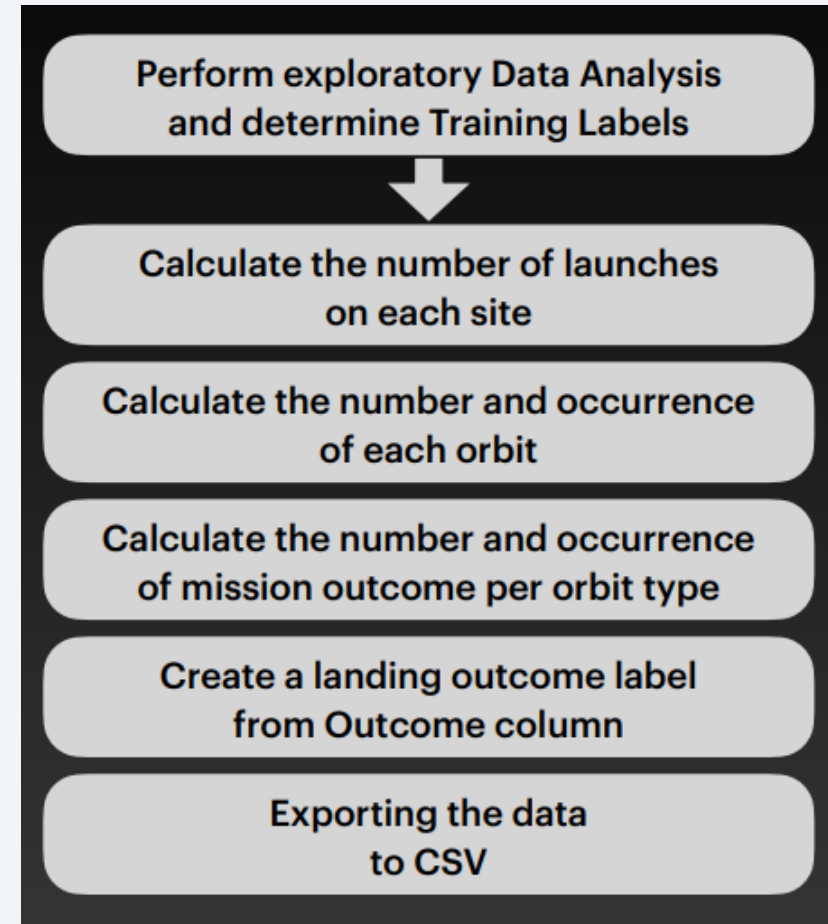 Perform exploratory Data Analysis
and determine Training Labels
Calculate the number of launches
on each site
Calculate the number and occurrence
of each orbit
Calculate the number and occurrence
of mission outcome per orbit type
Create a landing outcome label
from Outcome column
Exporting the data
to CSV